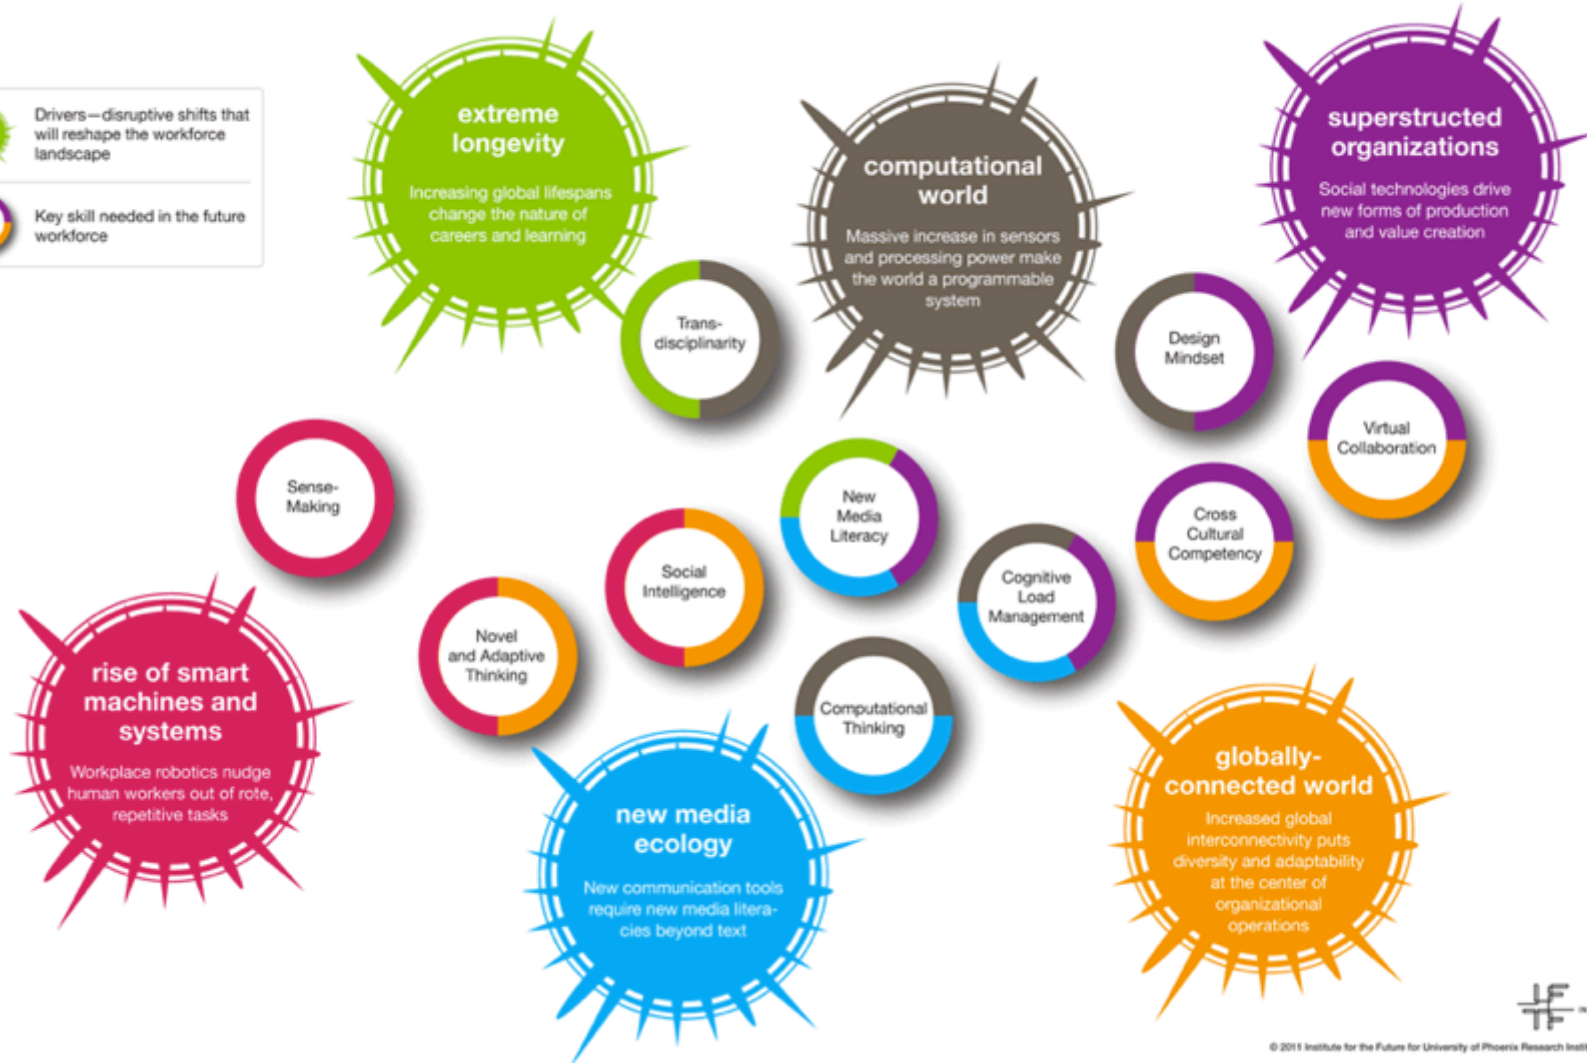 Drivers—disruptive shifts that
will reshape the workforce
landscape
Key skill needed in the future
workforce
extreme
longevity
Increasing global lifespans
change the nature of
careers and learning
computational
world
Massive increase in sensors
and processing power make
the world a programmable
system
superstructed
organizations
Social technologies drive
new forms of production
and value creation
Trans-
disciplinarity
Design
Mindset
Virtual
Collaboration
Sense-
Making
New
Media
Literacy
Cross
Cultural
Competency
Social
Intelligence
Cognitive
Load
Management
Novel
and Adaptive
Thinking
Computational
Thinking
rise of smart
machines and
systems
Workplace robotics nudge
human workers out of rote,
repetitive tasks
new media
ecology
New communication tools
require new media litera-
cies beyond text
globally-
connected world
Increased global
interconnectivity puts
diversity and adaptability
at the center of
organizational
operations
© 2011 Institute for the Future for University of Phoenix Research